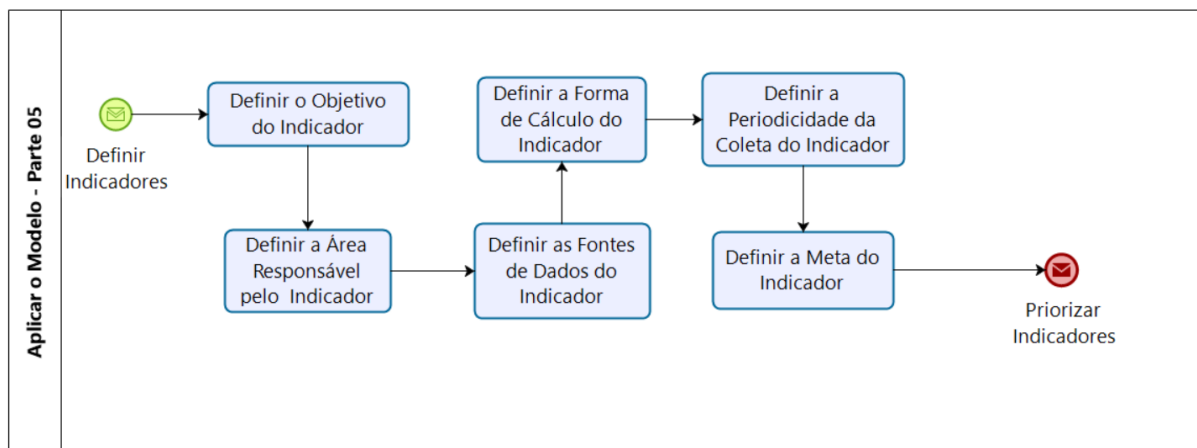 Aplicar o Modelo - Parte 05
Definir
Indicadores
Definir o Objetivo
do Indicador
Definir a Área
Responsável
pelo Indicador
Definir as Fontes
de Dados do
Indicador
Definir a Forma
de Cálculo do
Indicador
Definir a
Periodicidade da
Coleta do Indicador
Definir a Meta do
Indicador
Priorizar
Indicadores